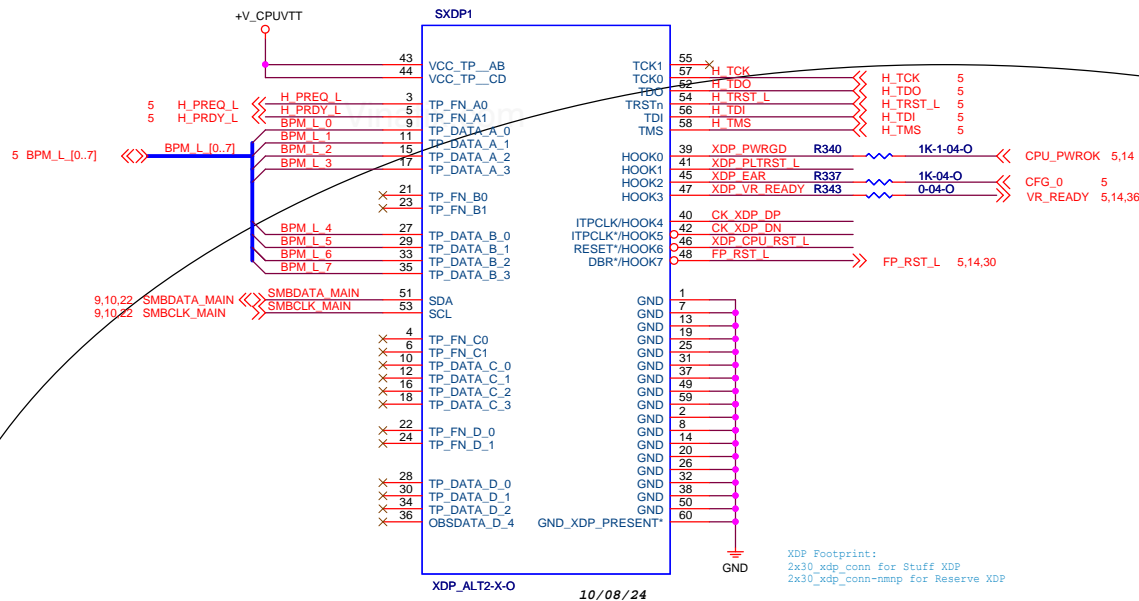 SXDP1
+V_CPUVTT
43 VCC_TP__AB
44 VCC_TP__CD
5 H_PREQ_L H_PREQ_L 3 TP_FN_A0
5 H_PRDY_L H_PRDY_L 5 TP_FN_A1
BPM_L_0 9 TP_DATA_A_0
BPM_L_1 11 TP_DATA_A_1
5 BPM_L_[0..7] BPM_L_[0..7] BPM_L_2 15 TP_DATA_A_2
BPM_L_3 17 TP_DATA_A_3
21 TP_FN_B0
23 TP_FN_B1
BPM_L_4 27 TP_DATA_B_0
BPM_L_5 29 TP_DATA_B_1
BPM_L_6 33 TP_DATA_B_2
BPM_L_7 35 TP_DATA_B_3
9,10,22 SMBDATA_MAIN SMBDATA_MAIN 51 SDA
9,10,22 SMBCLK_MAIN SMBCLK_MAIN 53 SCL
4 TP_FN_C0
6 TP_FN_C1
10 TP_DATA_C_0
12 TP_DATA_C_1
16 TP_DATA_C_2
18 TP_DATA_C_3
22 TP_FN_D_0
24 TP_FN_D_1
28 TP_DATA_D_0
30 TP_DATA_D_1
34 TP_DATA_D_2
36 OBSDATA_D_4
TCK1 55
TCK0 57 H_TCK H_TCK 5
TDO 52 H_TDO H_TDO 5
TRSTn 54 H_TRST_L H_TRST_L 5
TDI 56 H_TDI H_TDI 5
TMS 58 H_TMS H_TMS 5
HOOK0 39 XDP_PWRGD R340 1K-1-04-O CPU_PWROK 5,14
HOOK1 41 XDP_PLTRST_L
HOOK2 45 XDP_EAR R337 1K-04-O CFG_0 5
HOOK3 47 XDP_VR_READY R343 0-04-O VR_READY 5,14,36
ITPCLK/HOOK4 40 CK_XDP_DP
ITPCLK*/HOOK5 42 CK_XDP_DN
RESET*/HOOK6 46 XDP_CPU_RST_L
DBR*/HOOK7 48 FP_RST_L FP_RST_L 5,14,30
GND 1
GND 7
GND 13
GND 19
GND 25
GND 31
GND 37
GND 49
GND 59
GND 2
GND 8
GND 14
GND 20
GND 26
GND 32
GND 38
GND 50
GND_XDP_PRESENT* 60
GND
XDP Footprint:
2x30_xdp_conn for Stuff XDP
2x30_xdp_conn-nmnp for Reserve XDP
XDP_ALT2-X-O
10/08/24